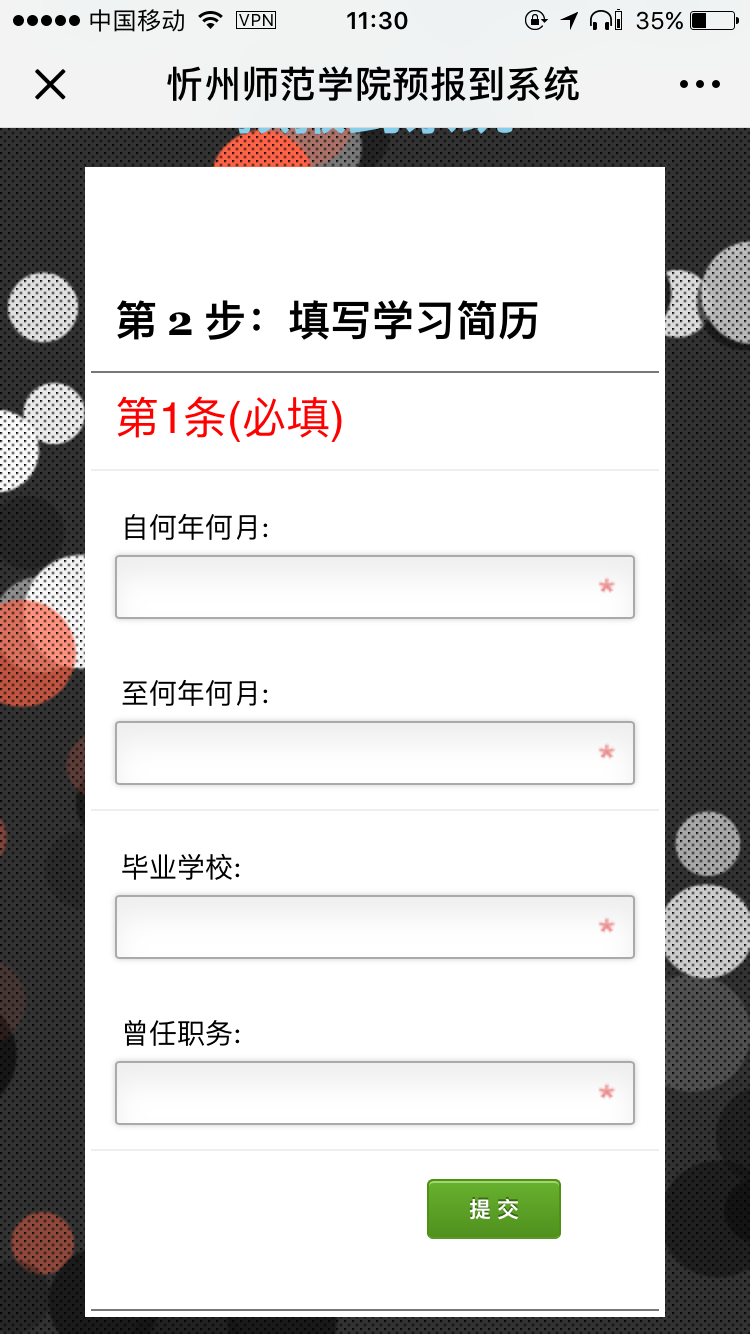 中国移动 VPN 11:30 35%
忻州师范学院预报到系统
第 2 步：填写学习简历
第1条(必填)
自何年何月:
*
至何年何月:
*
毕业学校:
*
曾任职务:
*
提 交